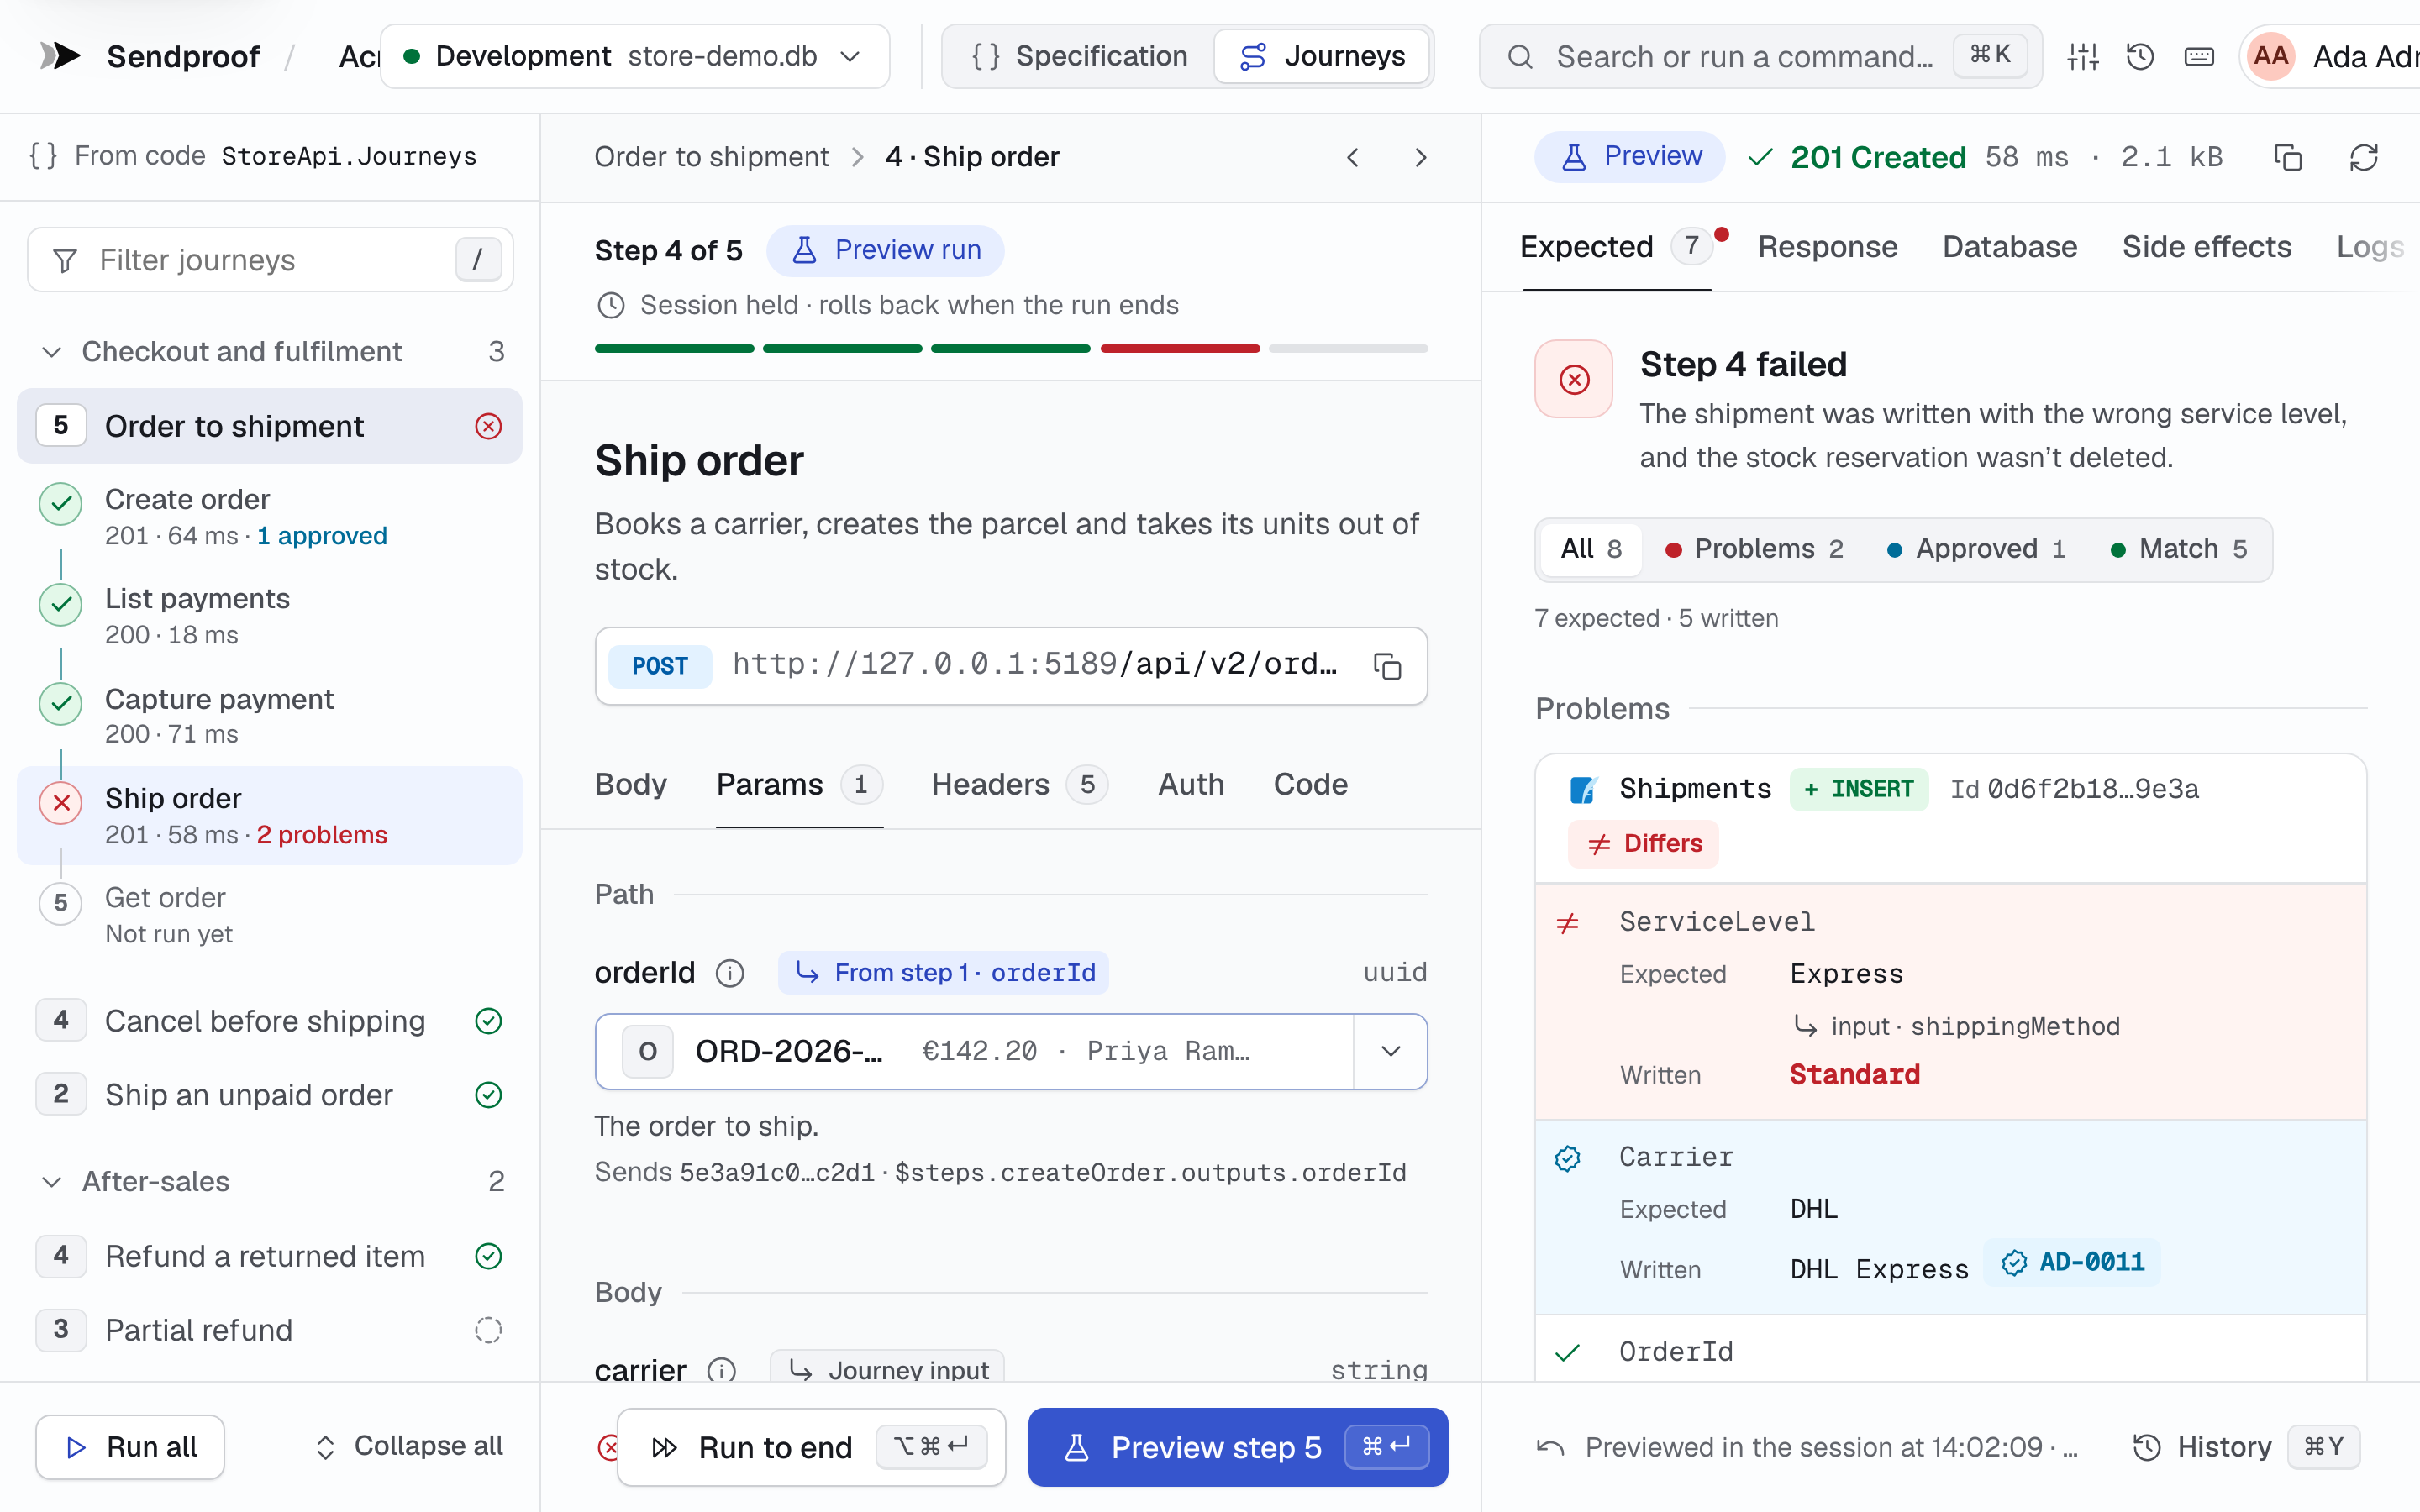 Sendproof / Acr
Development store-demo.db
{ } Specification
Journeys
Search or run a command... ⌘K
AA Ada Adr
{ } From code StoreApi.Journeys
Filter journeys /
Checkout and fulfilment 3
5 Order to shipment
Create order
201 · 64 ms · 1 approved
List payments
200 · 18 ms
Capture payment
200 · 71 ms
Ship order
201 · 58 ms · 2 problems
5 Get order
Not run yet
4 Cancel before shipping
2 Ship an unpaid order
After-sales 2
4 Refund a returned item
3 Partial refund
Run all
Collapse all
Order to shipment > 4 · Ship order
Step 4 of 5 Preview run
Session held · rolls back when the run ends
Ship order
Books a carrier, creates the parcel and takes its units out of
stock.
POST http://127.0.0.1:5189/api/v2/ord…
Body Params 1 Headers 5 Auth Code
Path
orderId From step 1 · orderId uuid
O ORD-2026-… €142.20 · Priya Ram…
The order to ship.
Sends 5e3a91c0…c2d1 · $steps.createOrder.outputs.orderId
Body
carrier Journey input string
Run to end ⌥⌘↵
Preview step 5 ⌘↵
Preview 201 Created 58 ms · 2.1 kB
Expected 7 Response Database Side effects Logs
Step 4 failed
The shipment was written with the wrong service level,
and the stock reservation wasn’t deleted.
All 8 Problems 2 Approved 1 Match 5
7 expected · 5 written
Problems
Shipments + INSERT Id 0d6f2b18…9e3a
≠ Differs
≠ ServiceLevel
Expected Express
input · shippingMethod
Written Standard
Carrier
Expected DHL
Written DHL Express AD-0011
OrderId
Previewed in the session at 14:02:09 · …
History ⌘Y